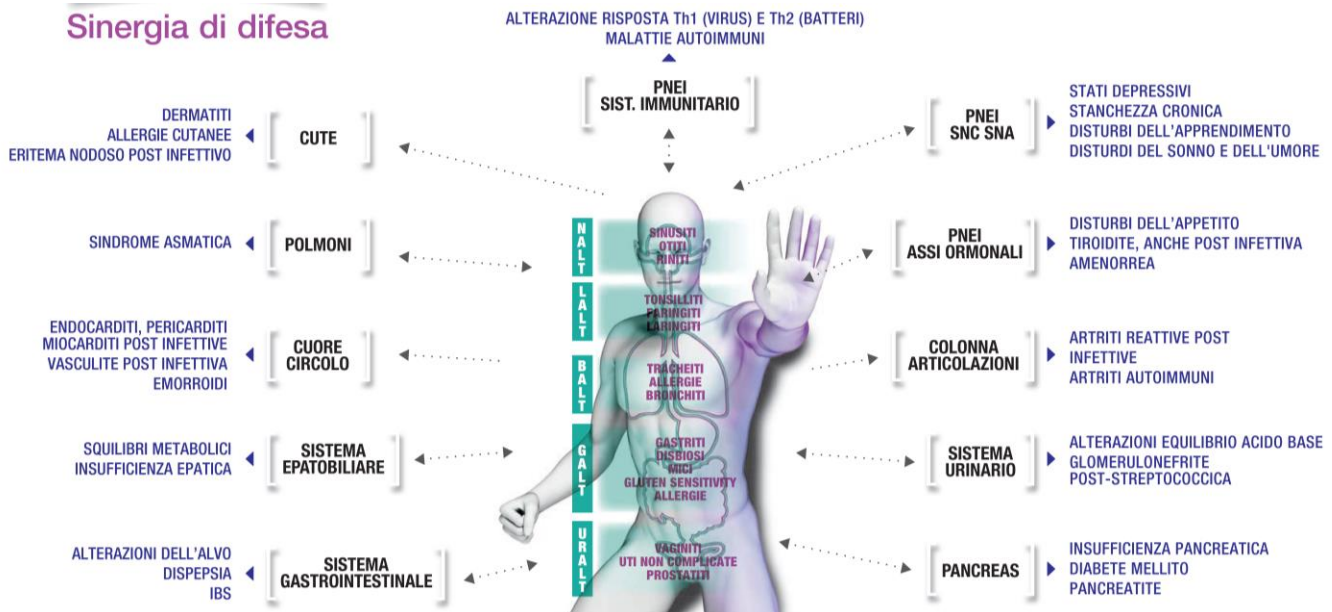 Sinergia di difesa
ALTERAZIONE RISPOSTA Th1 (VIRUS) E Th2 (BATTERI)
MALATTIE AUTOIMMUNI
PNEI
SIST. IMMUNITARIO
DERMATITI
ALLERGIE CUTANEE
ERITEMA NODOSO POST INFETTIVO
CUTE
SINDROME ASMATICA
POLMONI
ENDOCARDITI, PERICARDITI
MIOCARDITI POST INFETTIVE
VASCULITE POST INFETTIVA
EMORROIDI
CUORE
CIRCOLO
SQUILIBRI METABOLICI
INSUFFICIENZA EPATICA
SISTEMA
EPATOBILIARE
ALTERAZIONI DELL'ALVO
DISPEPSIA
IBS
SISTEMA
GASTROINTESTINALE
NALT
SINUSITI
OTITI
RINITI
LALT
TONSILLITI
FARINGITI
LARINGITI
BALT
TRACHEITI
ALLERGIE
BRONCHITI
GALT
GASTRITI
DISBIOSI
MICI
GLUTEN SENSITIVITY
ALLERGIE
URALT
VAGINITI
UTI NON COMPLICATE
PROSTATITI
PNEI
SNC SNA
STATI DEPRESSIVI
STANCHEZZA CRONICA
DISTURBI DELL'APPRENDIMENTO
DISTURDI DEL SONNO E DELL'UMORE
PNEI
ASSI ORMONALI
DISTURBI DELL'APPETITO
TIROIDITE, ANCHE POST INFETTIVA
AMENORREA
COLONNA
ARTICOLAZIONI
ARTRITI REATTIVE POST
INFETTIVE
ARTRITI AUTOIMMUNI
SISTEMA
URINARIO
ALTERAZIONI EQUILIBRIO ACIDO BASE
GLOMERULONEFRITE
POST-STREPTOCOCCICA
PANCREAS
INSUFFICIENZA PANCREATICA
DIABETE MELLITO
PANCREATITE